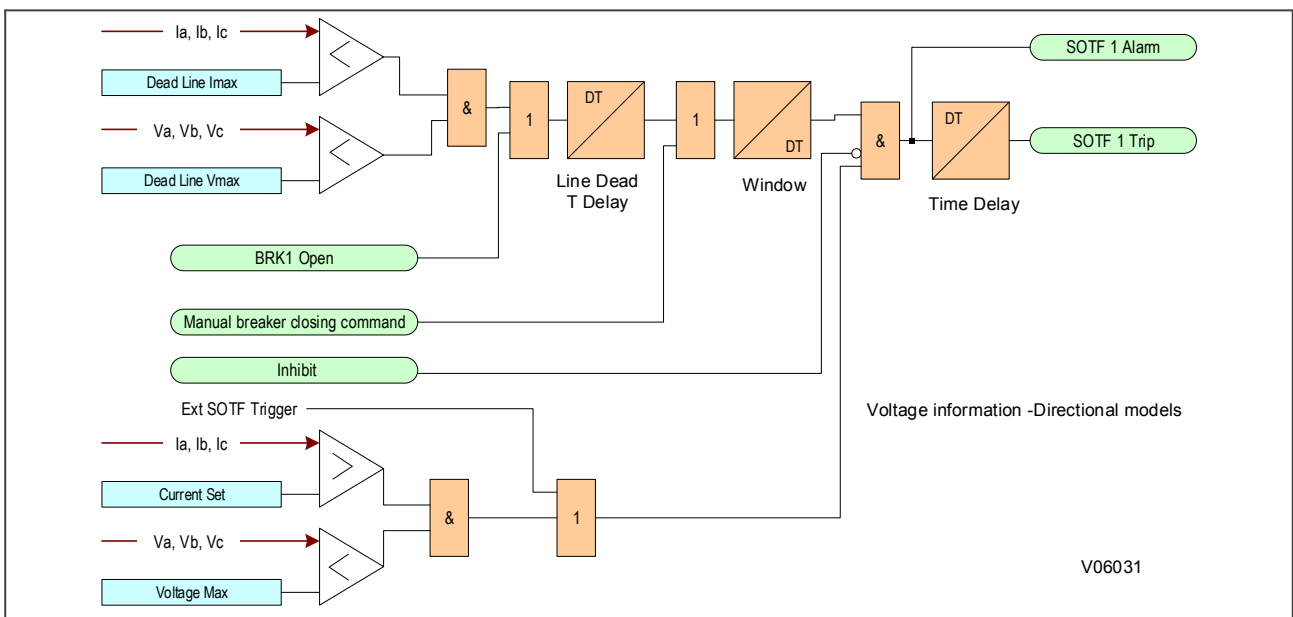 Ia, Ib, Ic
Dead Line Imax
Va, Vb, Vc
Dead Line Vmax
&
1
DT
Line Dead
T Delay
1
DT
Window
&
DT
Time Delay
SOTF 1 Alarm
SOTF 1 Trip
BRK1 Open
Manual breaker closing command
Inhibit
Ext SOTF Trigger
Voltage information -Directional models
Ia, Ib, Ic
Current Set
Va, Vb, Vc
Voltage Max
&
1
V06031